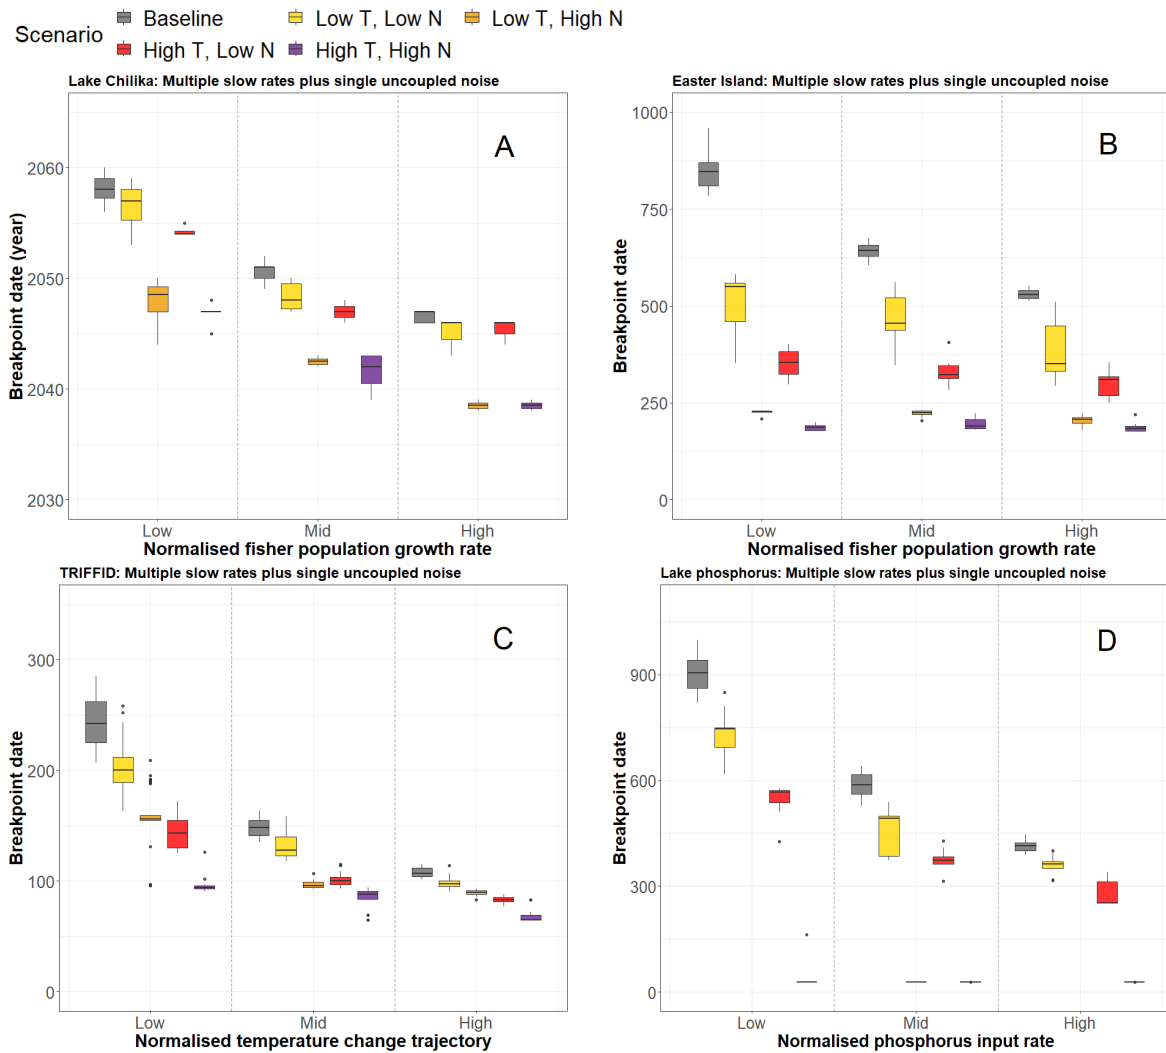 Scenario
Baseline
Low T, Low N
Low T, High N
High T, Low N
High T, High N
Lake Chilika: Multiple slow rates plus single uncoupled noise
A
Breakpoint date (year)
2060
2050
2040
2030
Low
Mid
High
Normalised fisher population growth rate
Easter Island: Multiple slow rates plus single uncoupled noise
B
Breakpoint date
1000
750
500
250
0
Low
Mid
High
Normalised fisher population growth rate
TRIFFID: Multiple slow rates plus single uncoupled noise
C
Breakpoint date
300
200
100
0
Low
Mid
High
Normalised temperature change trajectory
Lake phosphorus: Multiple slow rates plus single uncoupled noise
D
Breakpoint date
900
600
300
0
Low
Mid
High
Normalised phosphorus input rate